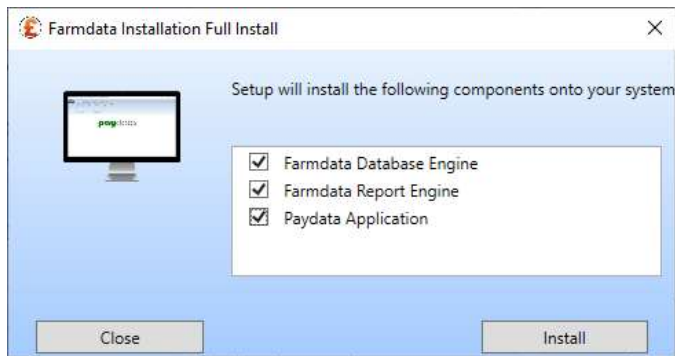 Farmdata Installation Full Install
Setup will install the following components onto your system
paydata
Farmdata Database Engine
Farmdata Report Engine
Paydata Application
Close
Install